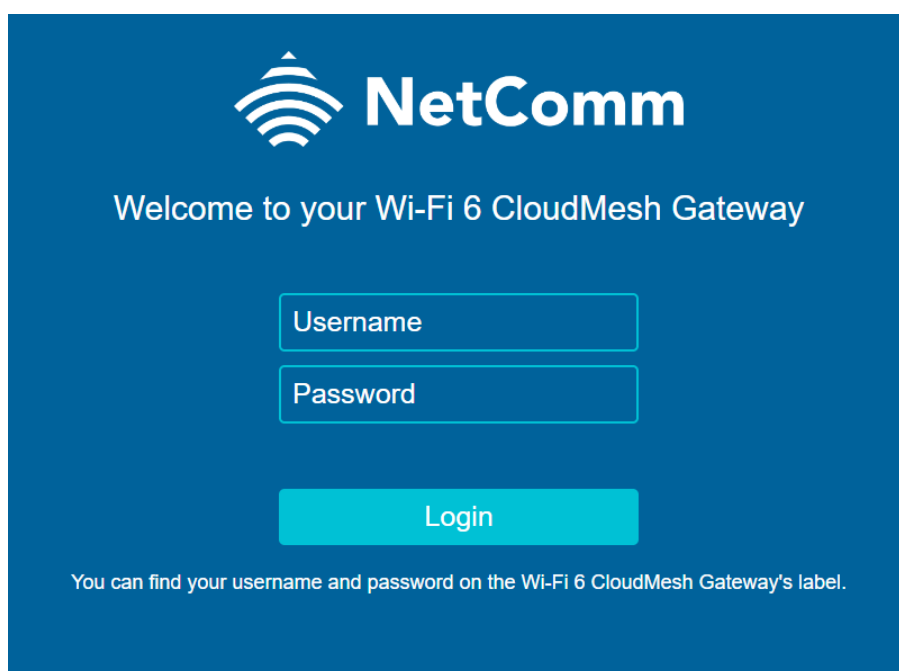 NetComm
Welcome to your Wi-Fi 6 CloudMesh Gateway
Username
Password
Login
You can find your username and password on the Wi-Fi 6 CloudMesh Gateway's label.